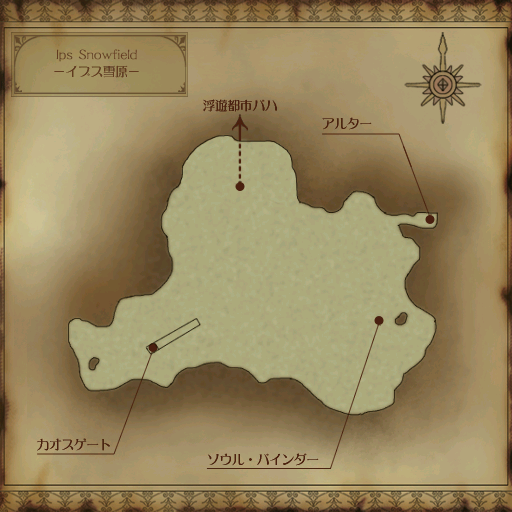 Ips Snowfield
－イプス雪原－
浮遊都市バハ
アルター
カオスゲート
ソウル・バインダー